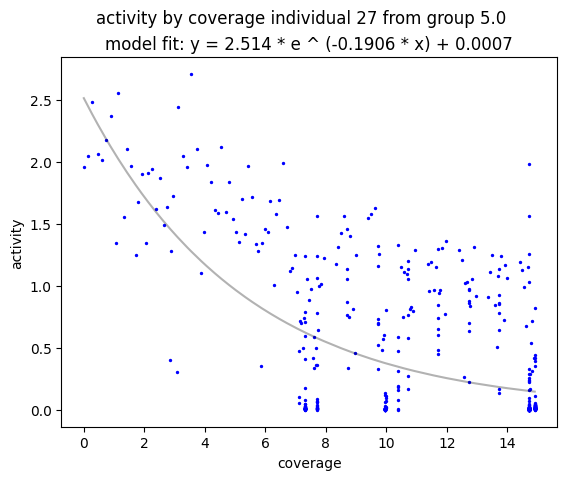 activity by coverage individual 27 from group 5.0
model fit: y = 2.514 * e ^ (-0.1906 * x) + 0.0007
activity
2.5
2.0
1.5
1.0
0.5
0.0
0 2 4 6 8 10 12 14
coverage